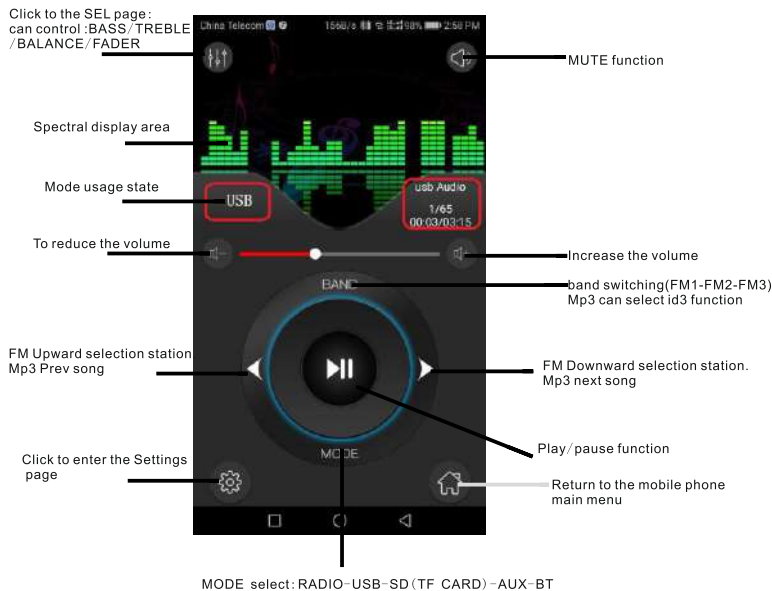 Click to the SEL page:
can control :BASS/TREBLE
/BALANCE/FADER
China Telecom
98% 2:58 PM
MUTE function
Spectral display area
Mode usage state
USB
usb Audio
1/65
00:03/03:15
To reduce the volume
Increase the volume
BAND
band switching(FM1-FM2-FM3)
Mp3 can select id3 function
FM Upward selection station
Mp3 Prev song
FM Downward selection station.
Mp3 next song
Play/pause function
MODE
Click to enter the Settings
page
Return to the mobile phone
main menu
MODE select:RADIO-USB-SD(TF CARD)-AUX-BT